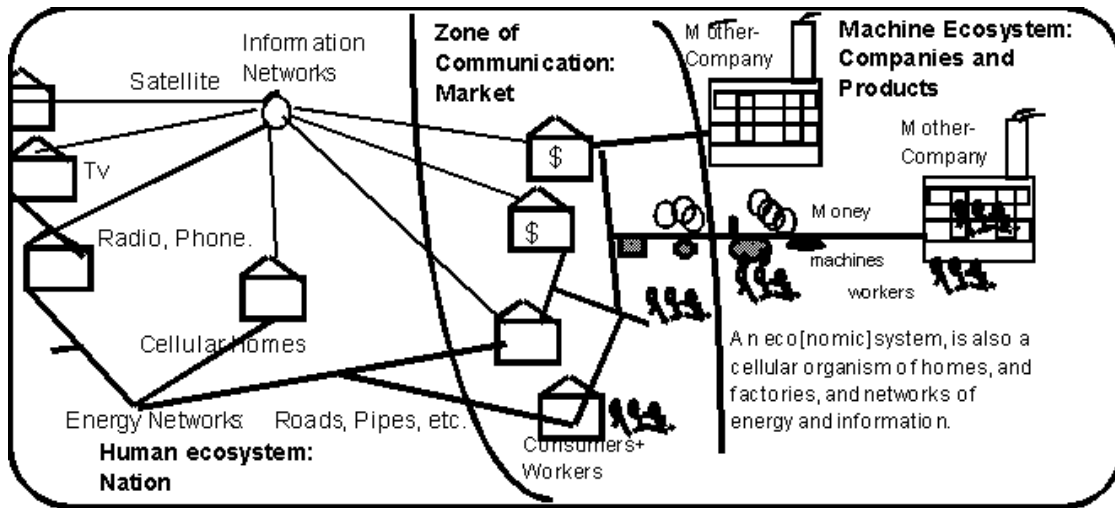 Information
Networks
Satellite
Tv
Radio, Phone.
Cellular homes
Energy Networks:
Roads, Pipes, etc.
Human ecosystem:
Nation
Zone of
Communication:
Market
$
$
Consumers+
Workers
Mother-
Company
Machine Ecosystem:
Companies and
Products
Mother-
Company
Money
machines
workers
An eco[nomic]system, is also a
cellular organism of homes, and
factories, and networks of
energy and information.